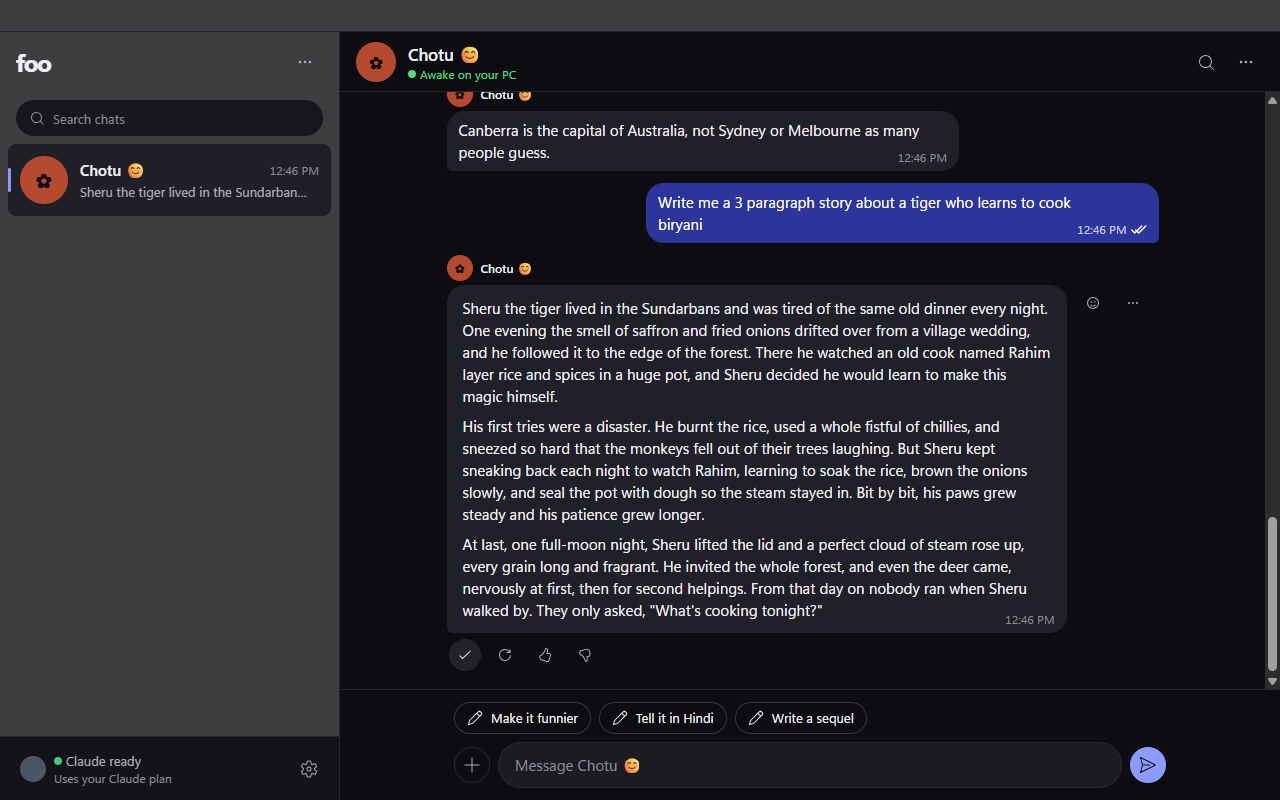 foo
Search chats
Chotu 😊
12:46 PM
Sheru the tiger lived in the Sundarban...
Claude ready
Uses your Claude plan
Chotu 😊
Awake on your PC
Chotu 😊
Canberra is the capital of Australia, not Sydney or Melbourne as many
people guess.
12:46 PM
Write me a 3 paragraph story about a tiger who learns to cook
biryani
12:46 PM
Chotu 😊
Sheru the tiger lived in the Sundarbans and was tired of the same old dinner every night.
One evening the smell of saffron and fried onions drifted over from a village wedding,
and he followed it to the edge of the forest. There he watched an old cook named Rahim
layer rice and spices in a huge pot, and Sheru decided he would learn to make this
magic himself.
His first tries were a disaster. He burnt the rice, used a whole fistful of chillies, and
sneezed so hard that the monkeys fell out of their trees laughing. But Sheru kept
sneaking back each night to watch Rahim, learning to soak the rice, brown the onions
slowly, and seal the pot with dough so the steam stayed in. Bit by bit, his paws grew
steady and his patience grew longer.
At last, one full-moon night, Sheru lifted the lid and a perfect cloud of steam rose up,
every grain long and fragrant. He invited the whole forest, and even the deer came,
nervously at first, then for second helpings. From that day on nobody ran when Sheru
walked by. They only asked, "What's cooking tonight?"
12:46 PM
Make it funnier
Tell it in Hindi
Write a sequel
Message Chotu 😊